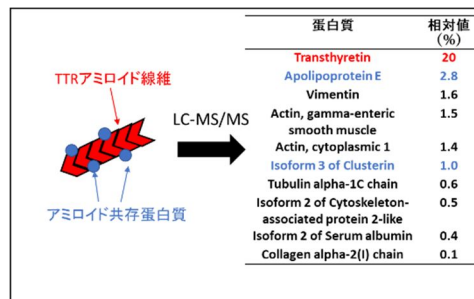 TTRアミロイド線維
アミロイド共存蛋白質
LC-MS/MS
蛋白質 相対値
(%)
Transthyretin 20
Apolipoprotein E 2.8
Vimentin 1.6
Actin, gamma-enteric 1.5
smooth muscle
Actin, cytoplasmic 1 1.4
Isoform 3 of Clusterin 1.0
Tubulin alpha-1C chain 0.6
Isoform 2 of Cytoskeleton- 0.5
associated protein 2-like
Isoform 2 of Serum albumin 0.4
Collagen alpha-2(I) chain 0.1